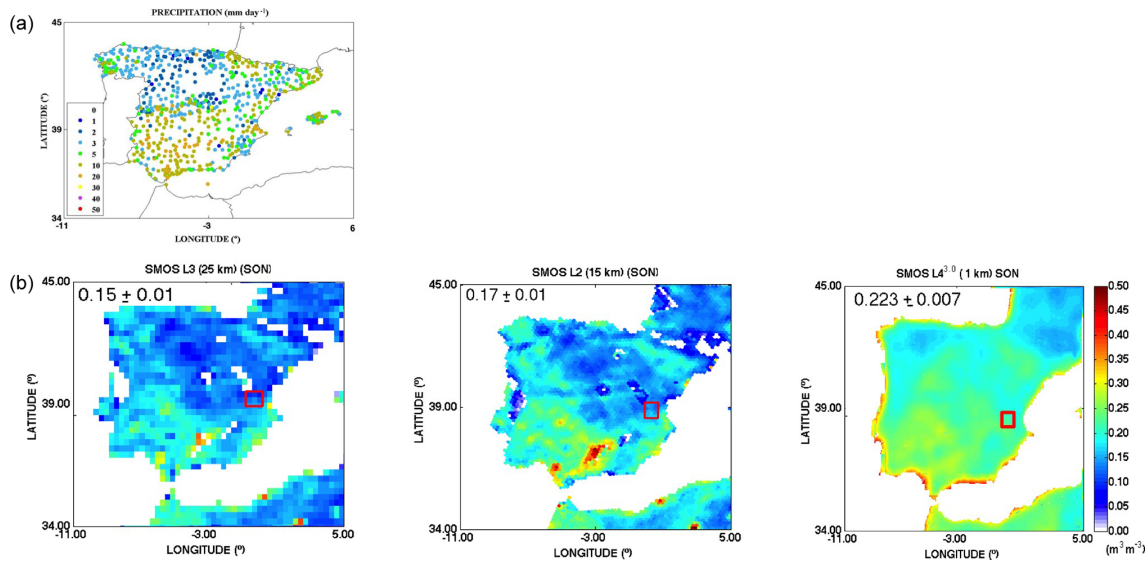 (a)
PRECIPITATION (mm day⁻¹)
45
LATITUDE (º)
39
34
0
1
2
3
5
10
20
30
40
50
-11
-3
6
LONGITUDE (º)
(b)
SMOS L3 (25 km) (SON)
45.00
0.15 ± 0.01
LATITUDE (º)
39.00
34.00
-11.00
-3.00
5.00
LONGITUDE (º)
SMOS L2 (15 km) (SON)
45.00
0.17 ± 0.01
LATITUDE (º)
39.00
34.00
-11.00
-3.00
5.00
LONGITUDE (º)
SMOS L4³·⁰ ( 1 km) SON
45.00
0.223 ± 0.007
LATITUDE (º)
39.00
34.00
-11.00
-3.00
5.00
LONGITUDE (º)
0.50
0.45
0.40
0.35
0.30
0.25
0.20
0.15
0.10
0.05
0.00
(m³ m⁻³)